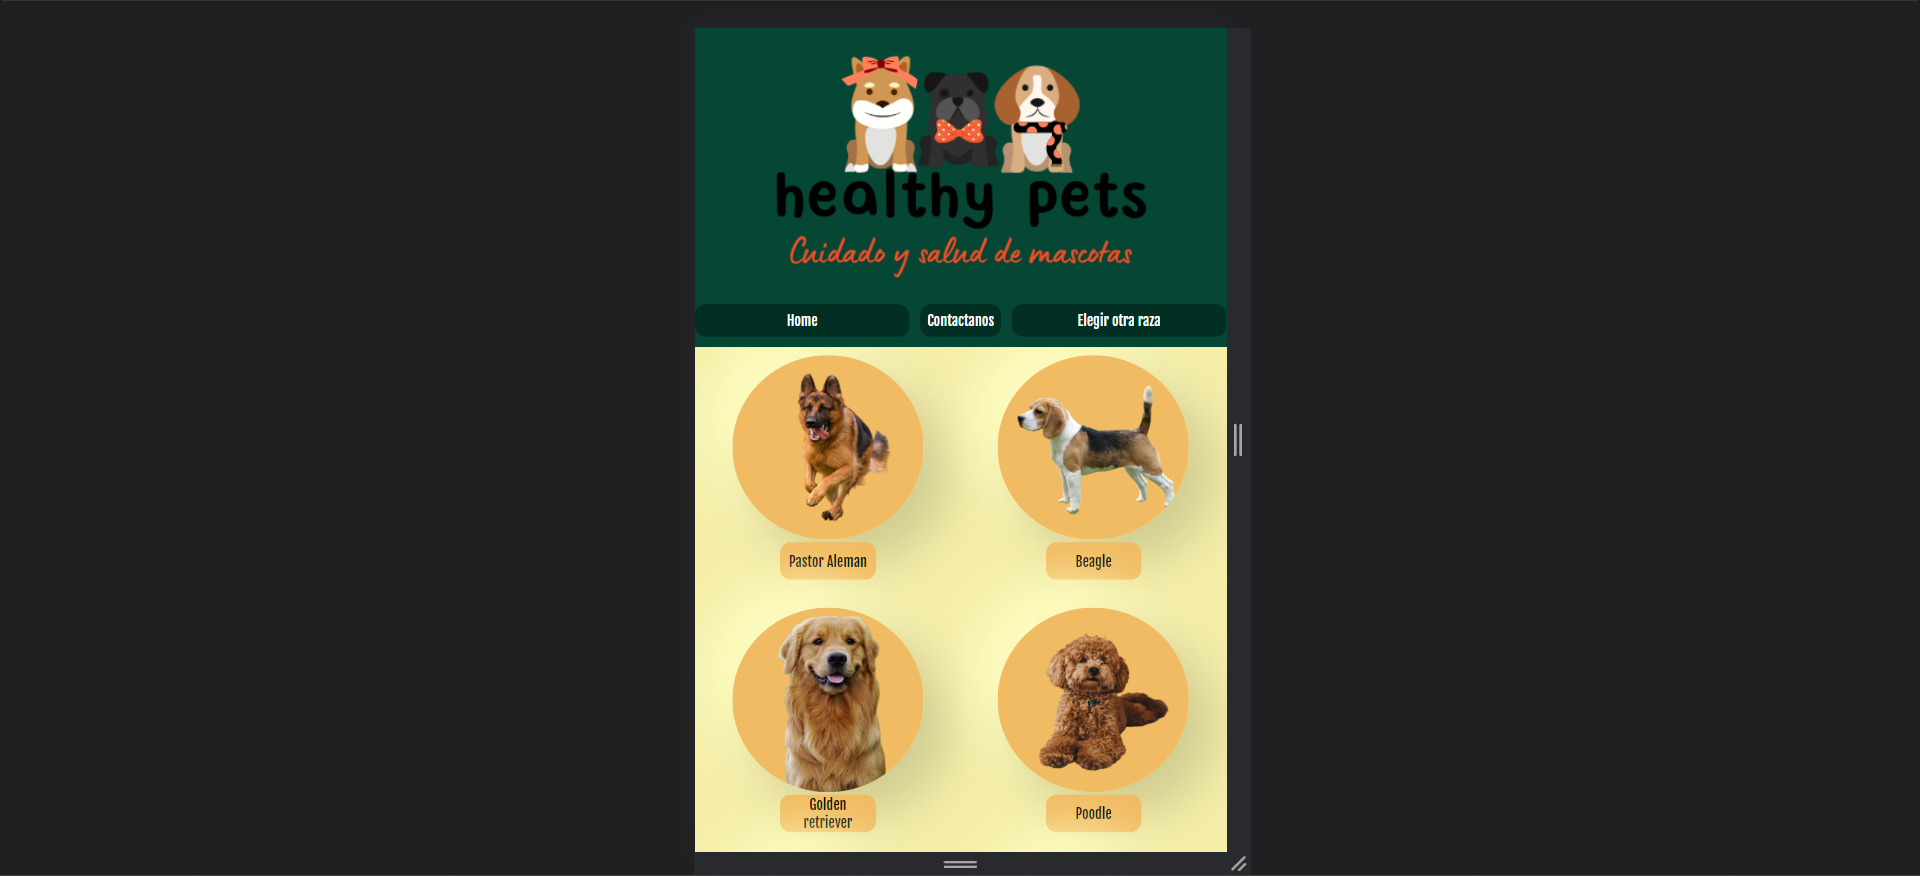 healthy pets
Cuidado y salud de mascotas
Home
Contactanos
Elegir otra raza
Pastor Aleman
Beagle
Golden
retriever
Poodle